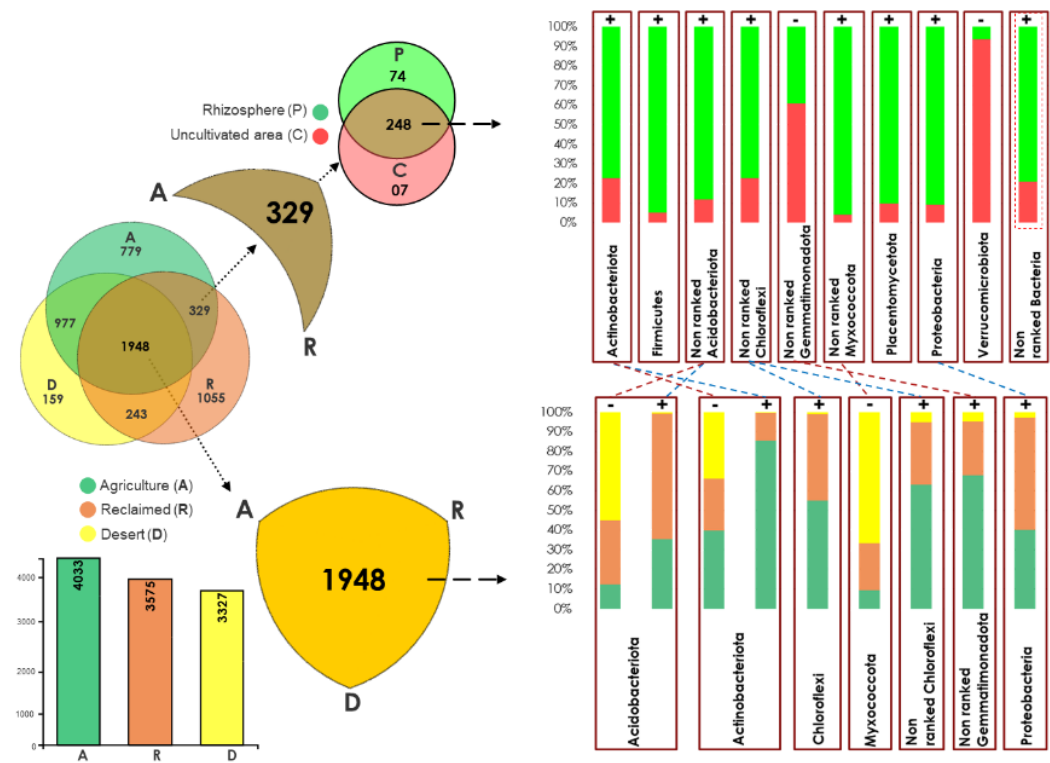 P
74
248
C
07
Rhizosphere (P)
Uncultivated area (C)
A
329
R
A
779
977
329
1948
D
159
243
R
1055
Agriculture (A)
Reclaimed (R)
Desert (D)
A
R
1948
D
4000
3000
2000
1000
0
4033
3575
3327
A
R
D
100%
90%
80%
70%
60%
50%
40%
30%
20%
10%
0%
+
+
+
+
-
+
+
+
-
+
Actinobacteriota
Firmicutes
Non ranked
Acidobacteriota
Non ranked
Chloroflexi
Non ranked
Gemmatimonadota
Non ranked
Myxococcota
Placentomycetota
Proteobacteria
Verrucomicrobiota
Non
ranked Bacteria
100%
90%
80%
70%
60%
50%
40%
30%
20%
10%
0%
-
+
-
+
+
-
+
+
+
Acidobacteriota
Actinobacteriota
Chloroflexi
Myxococcota
Non
ranked Chloroflexi
Non ranked
Gemmatimonadota
Proteobacteria